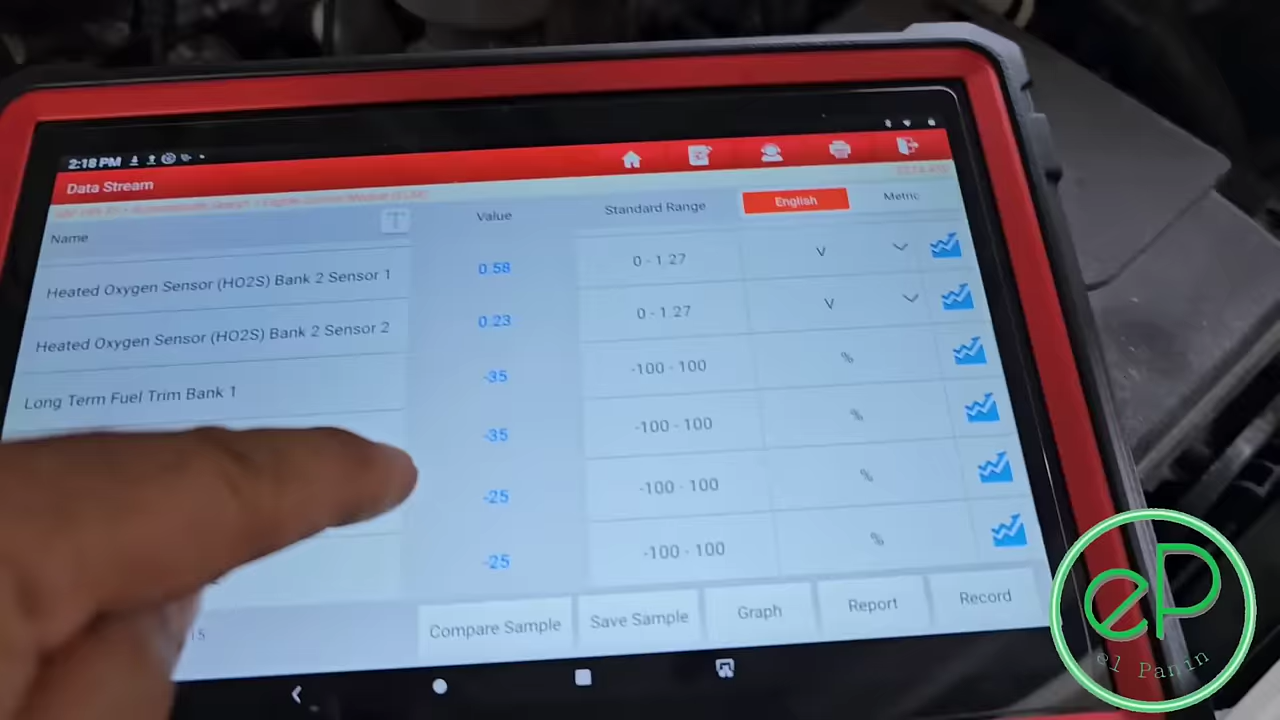 2:18 PM
Data Stream
Name
Value
Standard Range
English
Metric
Heated Oxygen Sensor (HO2S) Bank 2 Sensor 1
0.58
0 - 1.27
V
Heated Oxygen Sensor (HO2S) Bank 2 Sensor 2
0.23
0 - 1.27
V
Long Term Fuel Trim Bank 1
-35
-100 - 100
%
-35
-100 - 100
%
-25
-100 - 100
%
-25
-100 - 100
%
Compare Sample
Save Sample
Graph
Report
Record
eP
el Panin